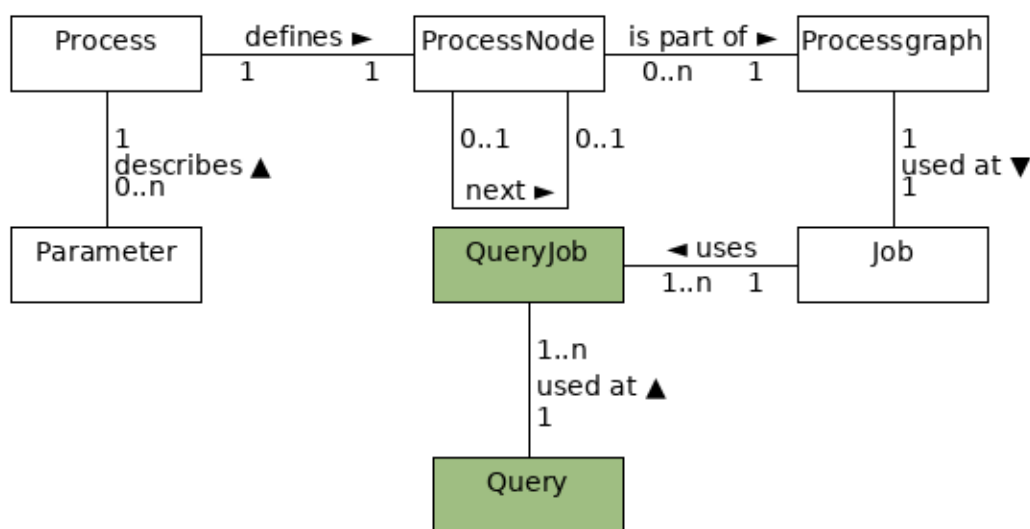 Process
defines ►
1
1
ProcessNode
is part of ►
0..n
1
Processgraph
1
describes ▲
0..n
0..1
0..1
next ►
1
used at ▼
1
Parameter
QueryJob
◄ uses
1..n
1
Job
1..n
used at ▲
1
Query